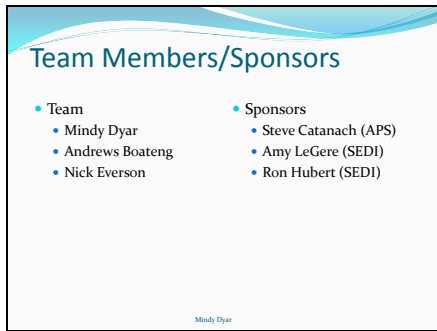 Team Members/Sponsors
• Team
• Mindy Dyar
• Andrews Boateng
• Nick Everson
• Sponsors
• Steve Catanach (APS)
• Amy LeGere (SEDI)
• Ron Hubert (SEDI)
Mindy Dyar